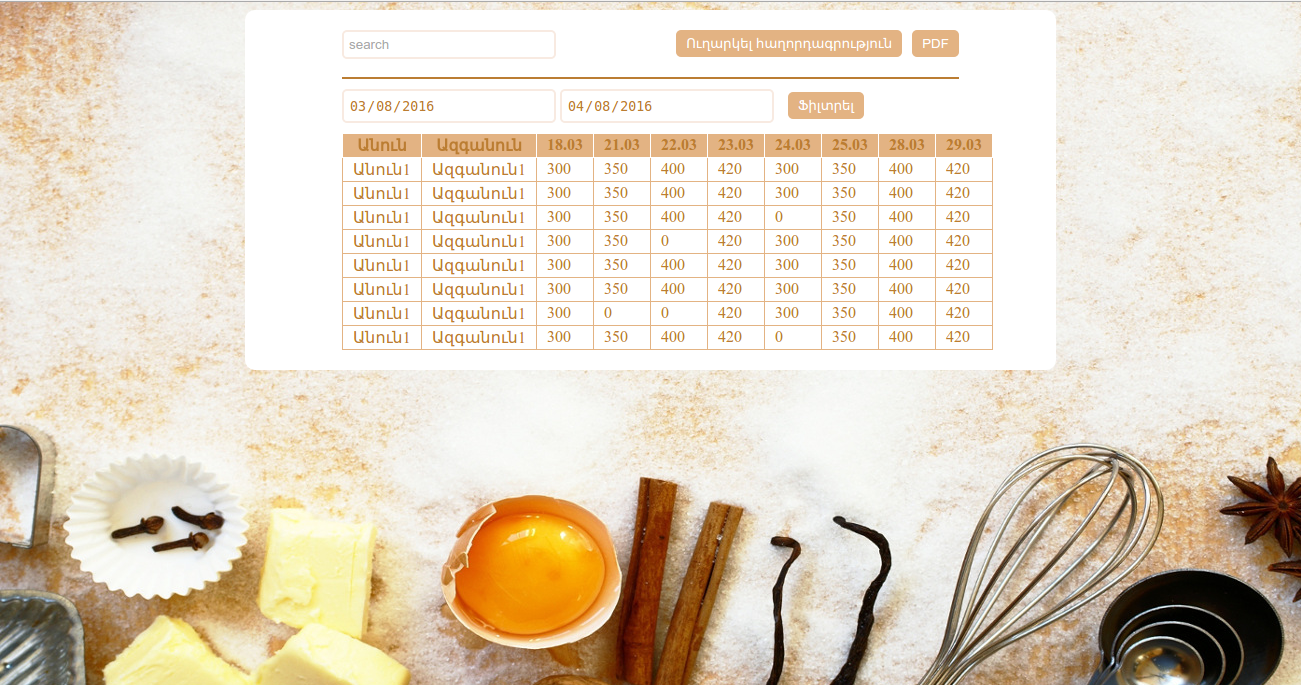 search Ուղարկել հաղորդագրություն PDF
03/08/2016 04/08/2016 Ֆիլտրել
Անուն Ազգանուն 18.03 21.03 22.03 23.03 24.03 25.03 28.03 29.03
Անուն1 Ազգանուն1 300 350 400 420 300 350 400 420
Անուն1 Ազգանուն1 300 350 400 420 300 350 400 420
Անուն1 Ազգանուն1 300 350 400 420 0 350 400 420
Անուն1 Ազգանուն1 300 350 0 420 300 350 400 420
Անուն1 Ազգանուն1 300 350 400 420 300 350 400 420
Անուն1 Ազգանուն1 300 350 400 420 300 350 400 420
Անուն1 Ազգանուն1 300 0 0 420 300 350 400 420
Անուն1 Ազգանուն1 300 350 400 420 0 350 400 420